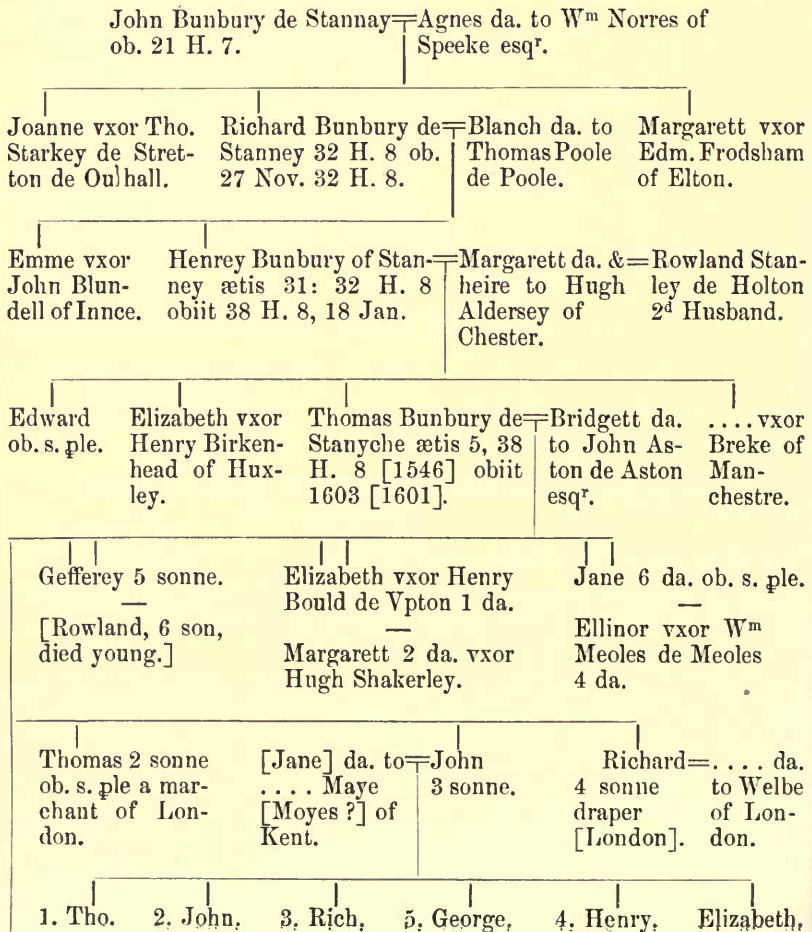 John Bunbury de Stannay=Agnes da. to Wᵐ Norres of
ob. 21 H. 7. Speeke esqʳ.
Joanne vxor Tho. Starkey de Stret-
ton de Oulhall.
Richard Bunbury de=Blanch da. to
Stanney 32 H. 8 ob. Thomas Poole
27 Nov. 32 H. 8. de Poole.
Margarett vxor
Edm. Frodsham
of Elton.
Emme vxor
John Blun-
dell of Innce.
Henrey Bunbury of Stan-=Margarett da. &=Rowland Stan-
ney ætis 31: 32 H. 8 heire to Hugh ley de Holton
obiit 38 H. 8, 18 Jan. Aldersey of 2ᵈ Husband.
Chester.
Edward
ob. s. ꝑle.
Elizabeth vxor
Henry Birken-
head of Hux-
ley.
Thomas Bunbury de=Bridgett da.
Stanyche ætis 5, 38 to John As-
H. 8 [1546] obiit ton de Aston
1603 [1601]. esqʳ.
.... vxor
Breke of
Man-
chestre.
Gefferey 5 sonne.
—
[Rowland, 6 son,
died young.]
Elizabeth vxor Henry
Bould de Vpton 1 da.
—
Margarett 2 da. vxor
Hugh Shakerley.
Jane 6 da. ob. s. ꝑle.
—
Ellinor vxor Wᵐ
Meoles de Meoles
4 da.
Thomas 2 sonne
ob. s. ꝑle a mar-
chant of Lon-
don.
[Jane] da. to=John
.... Maye 3 sonne.
[Moyes ?] of
Kent.
Richard=.... da.
4 sonne to Welbe
draper of Lon-
[London]. don.
1. Tho. 2. John. 3. Rich. 5. George. 4. Henry. Elizabeth.